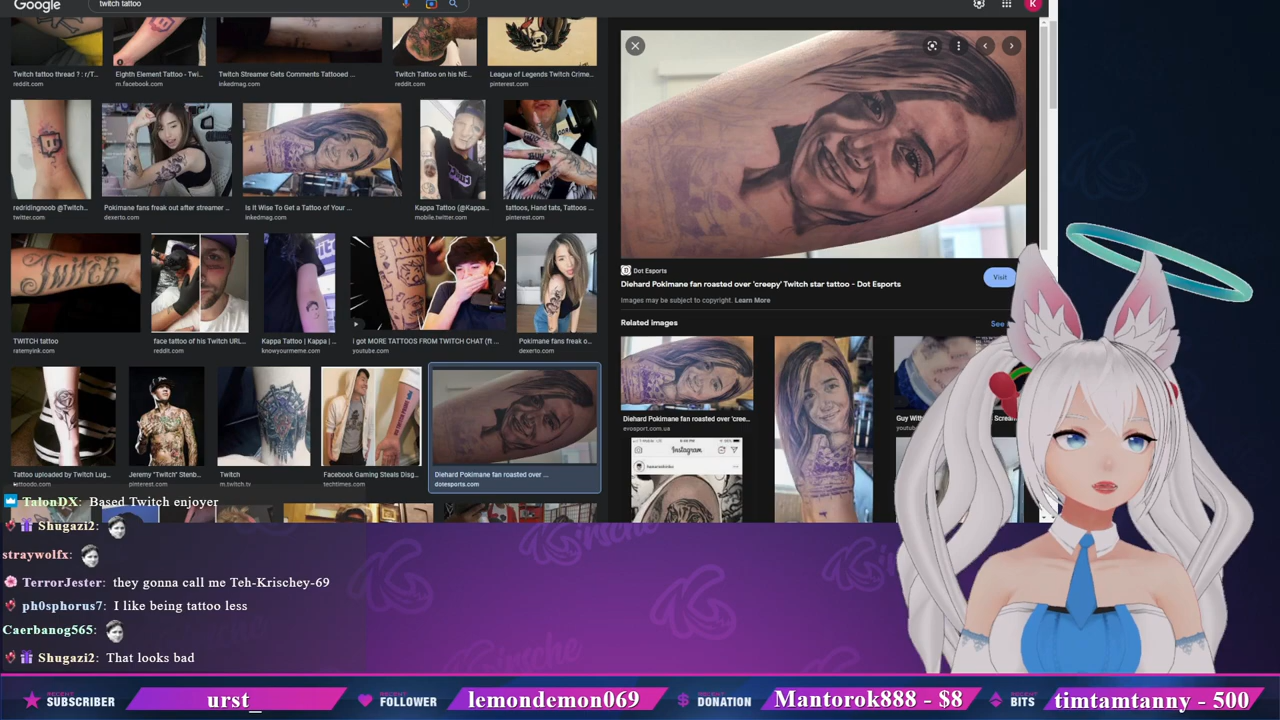 Google
twitch tattoo
K
Twitch tattoo thread ? : r/T...
reddit.com
Eighth Element Tattoo - Twi...
m.facebook.com
Twitch Streamer Gets Comments Tattooed ...
inkedmag.com
Twitch Tattoo on his NE...
reddit.com
League of Legends Twitch Crime...
pinterest.com
redridingnoob @Twitch...
twitter.com
Pokimane fans freak out after streamer ...
dexerto.com
Is It Wise To Get a Tattoo of Your ...
inkedmag.com
Kappa Tattoo (@Kappa...
mobile.twitter.com
tattoos, Hand tats, Tattoos ...
pinterest.com
Twitch
TWITCH tattoo
ratemyink.com
face tattoo of his Twitch URL...
reddit.com
Kappa Tattoo | Kappa | ...
knowyourmeme.com
i got MORE TATTOOS FROM TWITCH CHAT (ft ...
youtube.com
Pokimane fans freak o...
dexerto.com
Tattoo uploaded by Twitch Lug...
tattoodo.com
Jeremy "Twitch" Stenb...
pinterest.com
Twitch
m.twitch.tv
Facebook Gaming Steals Disg...
techtimes.com
Diehard Pokimane fan roasted over ...
dotesports.com
Dot Esports
Visit
Diehard Pokimane fan roasted over 'creepy' Twitch star tattoo - Dot Esports
Images may be subject to copyright. Learn More
Related images
See
Diehard Pokimane fan roasted over 'cree...
evosport.com.ua
Guy With
youtu
Scream
Instagram
TalonDX: Based Twitch enjoyer
Shugazi2:
straywolfx:
TerrorJester: they gonna call me Teh-Krischey-69
ph0sphorus7: I like being tattoo less
Caerbanog565:
Shugazi2: That looks bad
RECENT SUBSCRIBER
urst_
RECENT FOLLOWER
lemondemon069
RECENT DONATION
Mantorok888 - $8
RECENT BITS
timtamtanny - 500